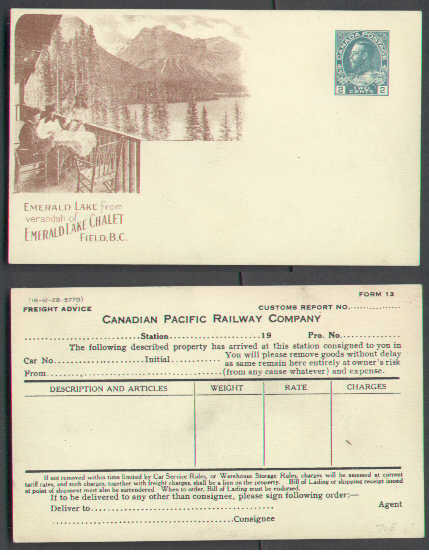 CANADA POSTAGE
2 TWO CENTS 2
EMERALD LAKE from
verandah of
EMERALD LAKE CHALET
FIELD, B.C.
FORM 13
FREIGHT ADVICE CUSTOMS REPORT NO.
CANADIAN PACIFIC RAILWAY COMPANY
Station 19 Pro. No.
The following described property has arrived at this station consigned to you in
Car No. Initial You will please remove goods without delay
as same remain here entirely at owner's risk
From (from any cause whatever) and expense.
DESCRIPTION AND ARTICLES WEIGHT RATE CHARGES
If not removed within time limited by Car Service Rules, or Warehouse Storage Rules, charges will be assessed at current
tariff rates, and such charges, together with freight charges, shall be a lien on the property. Bill of Lading or shipping receipt issued
at point of shipment must also be surrendered. When to order, Bill of Lading must be endorsed.
If to be delivered to any other than consignee, please sign following order:—
Deliver to Agent
Consignee